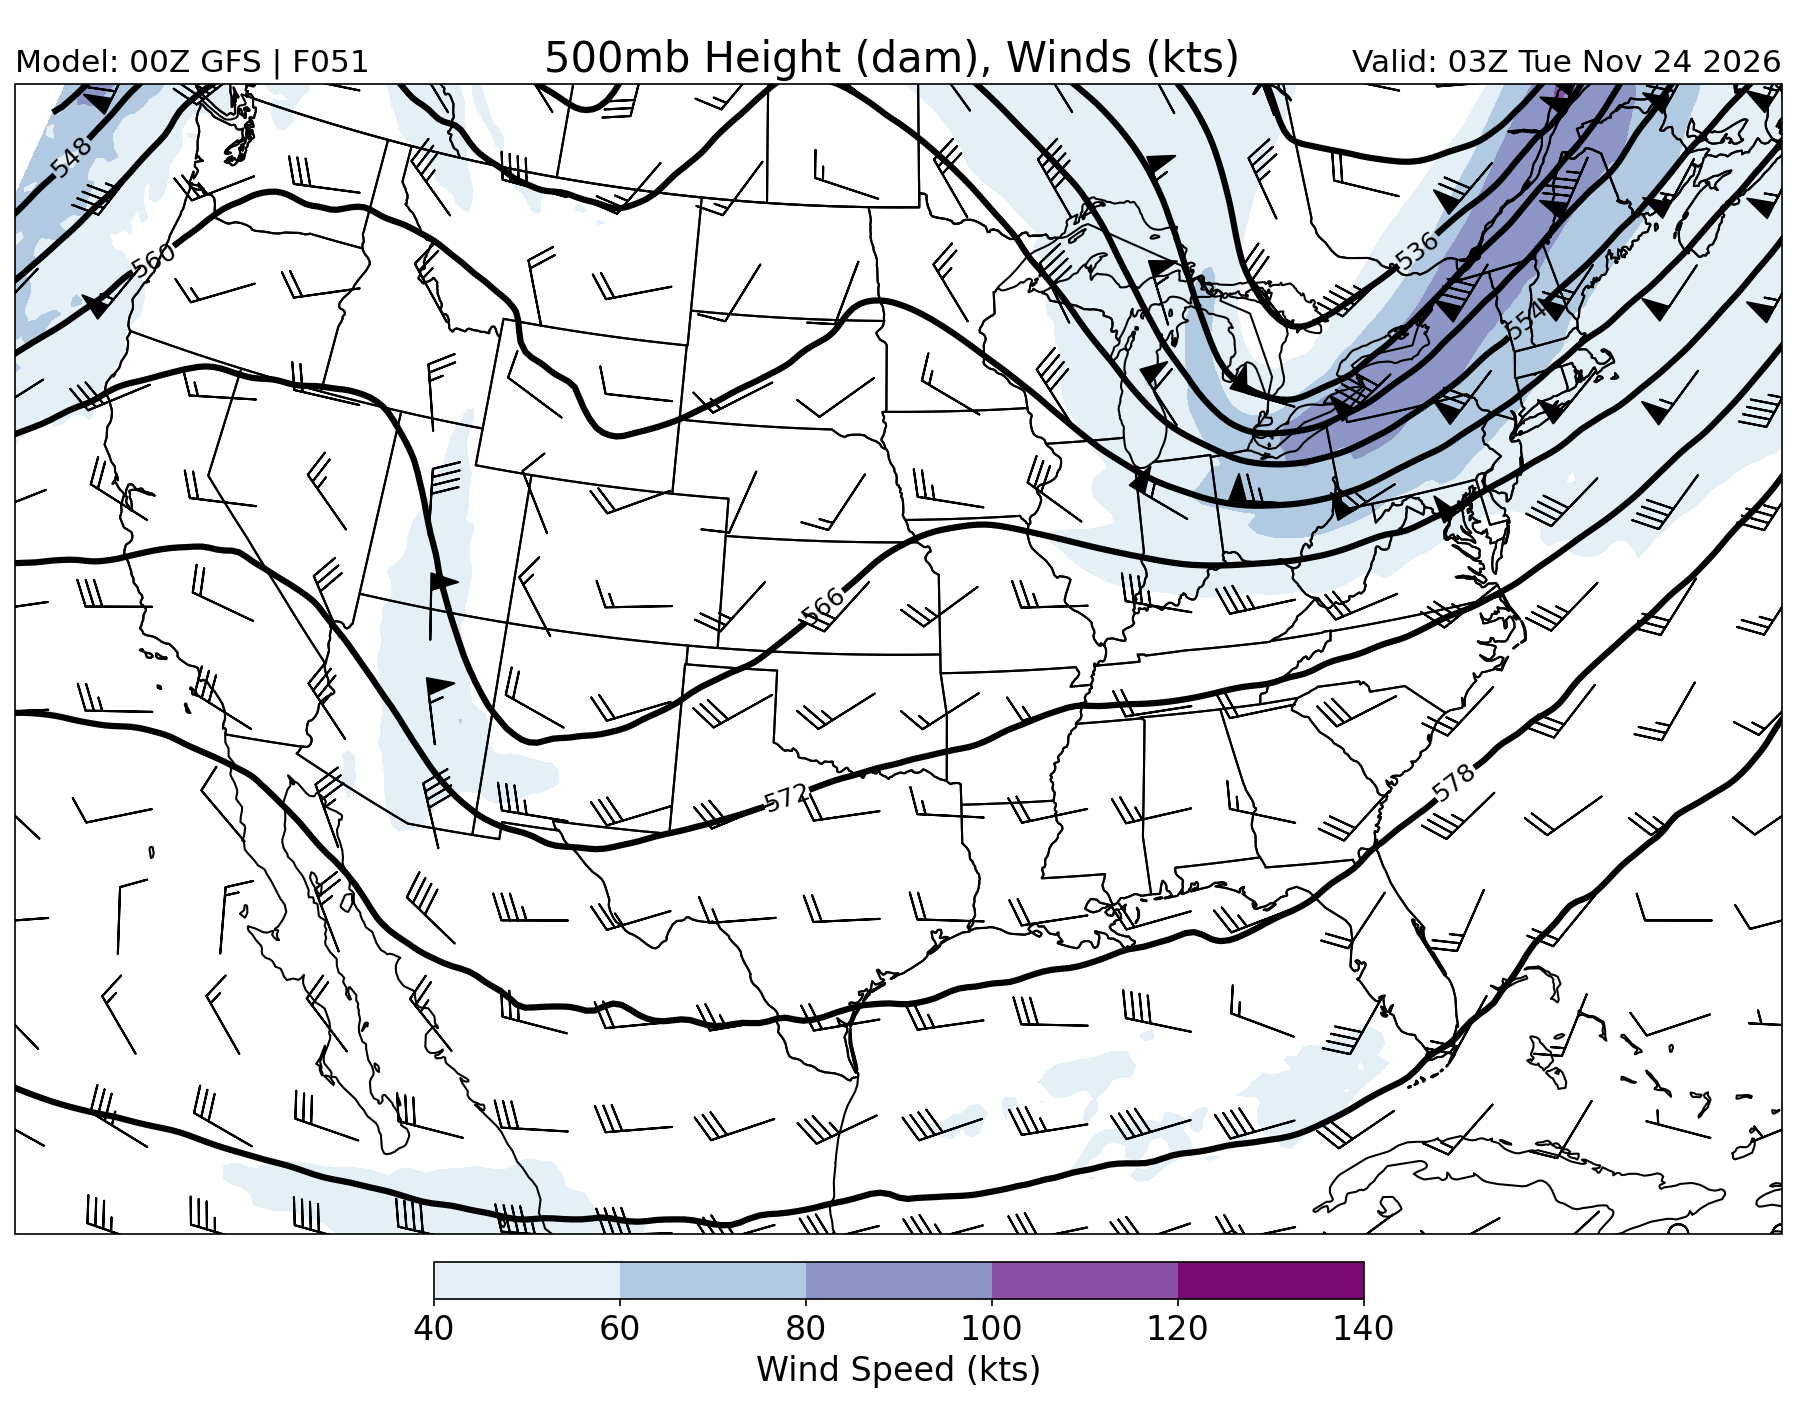 Model: 00Z GFS | F051
500mb Height (dam), Winds (kts)
Valid: 03Z Tue Nov 24 2026
548
560
536
554
566
572
578
40 60 80 100 120 140
Wind Speed (kts)